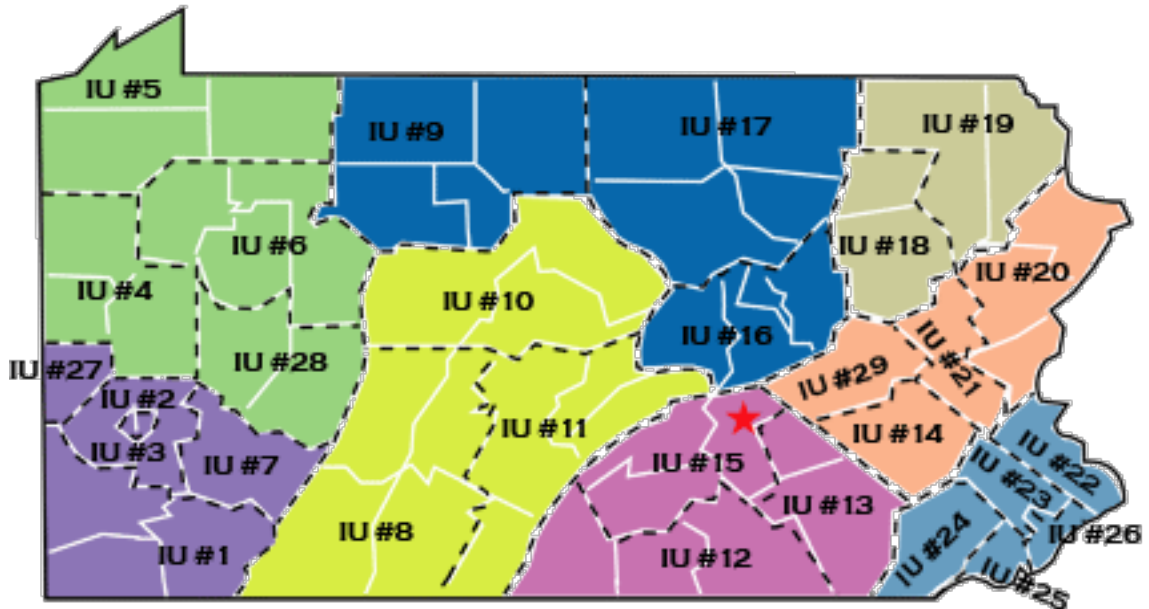 IU #5
IU #9
IU #17
IU #19
IU #6
IU #18
IU #4
IU #10
IU #20
IU #16
IU #27
IU #28
IU #29
IU #21
IU #2
IU #3
IU #7
IU #11
IU #15
IU #14
IU #22
IU #23
IU #13
IU #8
IU #1
IU #12
IU #24
IU #26
IU #25